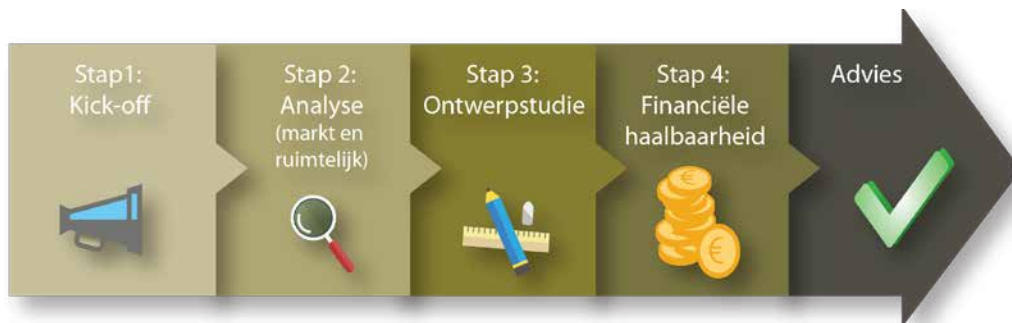 Stap1:
Kick-off
Stap 2:
Analyse
(markt en
ruimtelijk)
Stap 3:
Ontwerpstudie
Stap 4:
Financiële
haalbaarheid
Advies